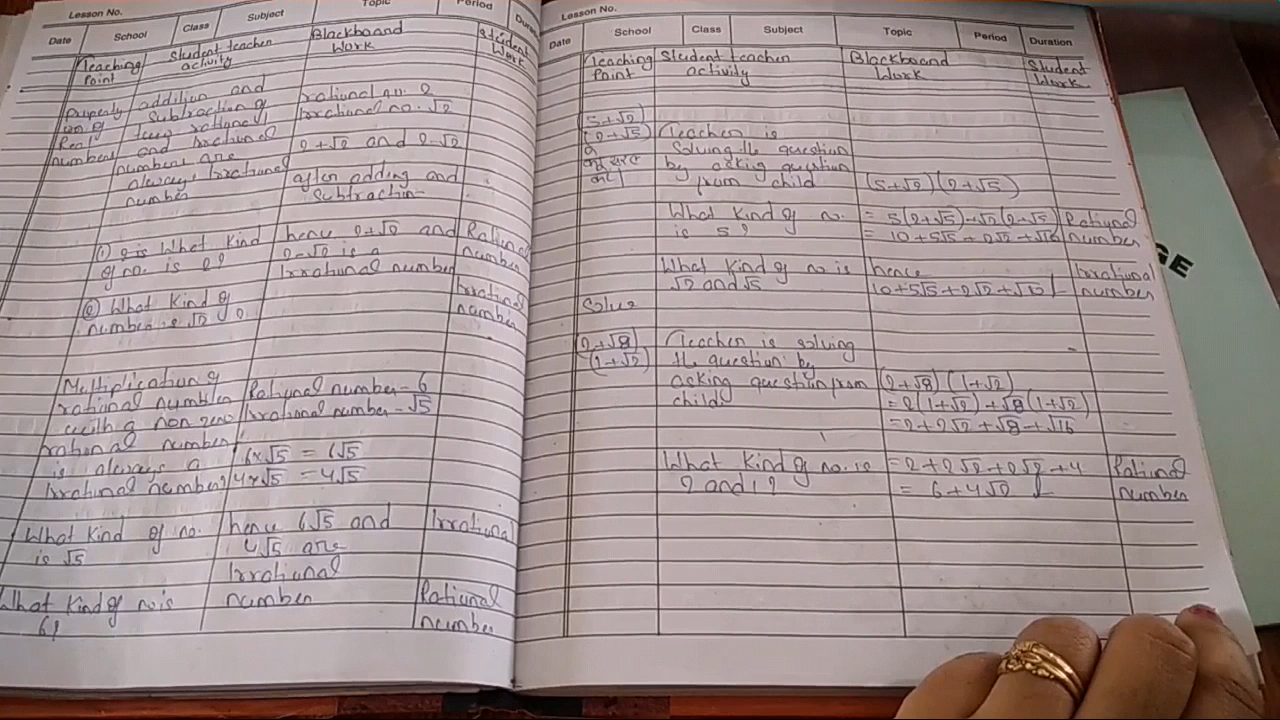 Lesson No.
Date School Class Subject Topic Period
Teaching Point
Student teacher activity
Blackboard Work
Student Work
Property
Real numbers
addition and
subtraction of
and irrational
numbers are
always irrational
number
rational no. 2
irrational no. √2
2+√2 and 2-√2
after adding and
subtraction
What kind
of no. is 2?
hence 2+√2 and
2-√2 is a
Irrational number
Rational
number
② What kind of
number is √2 ?
Irrational
number
Multiplication of
rational number
with a non zero
rational number
is always a
Irrational number
Rational number - 6
Irrational number - √5
6×√5 = 6√5
4×√5 = 4√5
What kind of no.
is √5
hence 6√5 and
4√5 are
Irrational
number
Irrational
What kind of no is
6?
Rational
number
Lesson No.
Date School Class Subject Topic Period Duration
Teaching Point
Student teacher activity
Blackboard Work
Student Work
(5+√2)
(2+√5)
को सरल
करो।
Teacher is
Solving the question
by asking question
from child
(5+√2)(2+√5)
What kind of no.
is 5?
= 5(2+√5)+√2(2+√5)
= 10+5√5+2√2+√10
Rational
number
What kind of no is
√2 and √5
hence
10+5√5+2√2+√10
Irrational
number
Solve
(2+√8)
(1+√2)
Teacher is solving
the question by
asking question from
child.
(2+√8) (1+√2)
=2(1+√2)+√8(1+√2)
=2+2√2+√8+√16
What kind of no. is
2 and 1?
=2+2√2+2√2+4
= 6+4√2
Rational
number